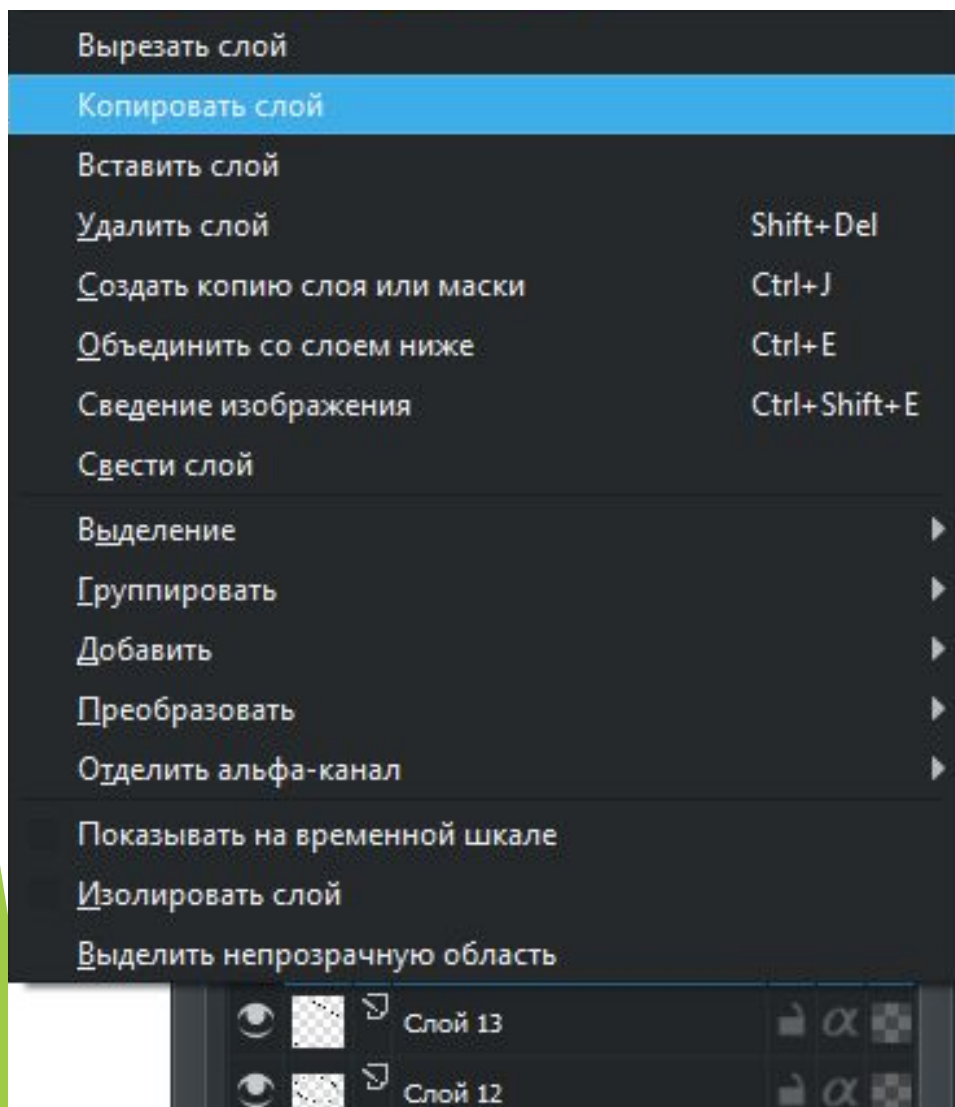 Вырезать слой
Копировать слой
Вставить слой
Удалить слой Shift+Del
Создать копию слоя или маски Ctrl+J
Объединить со слоем ниже Ctrl+E
Сведение изображения Ctrl+Shift+E
Свести слой
Выделение
Группировать
Добавить
Преобразовать
Отделить альфа-канал
Показывать на временной шкале
Изолировать слой
Выделить непрозрачную область
Слой 13 α
Слой 12 α